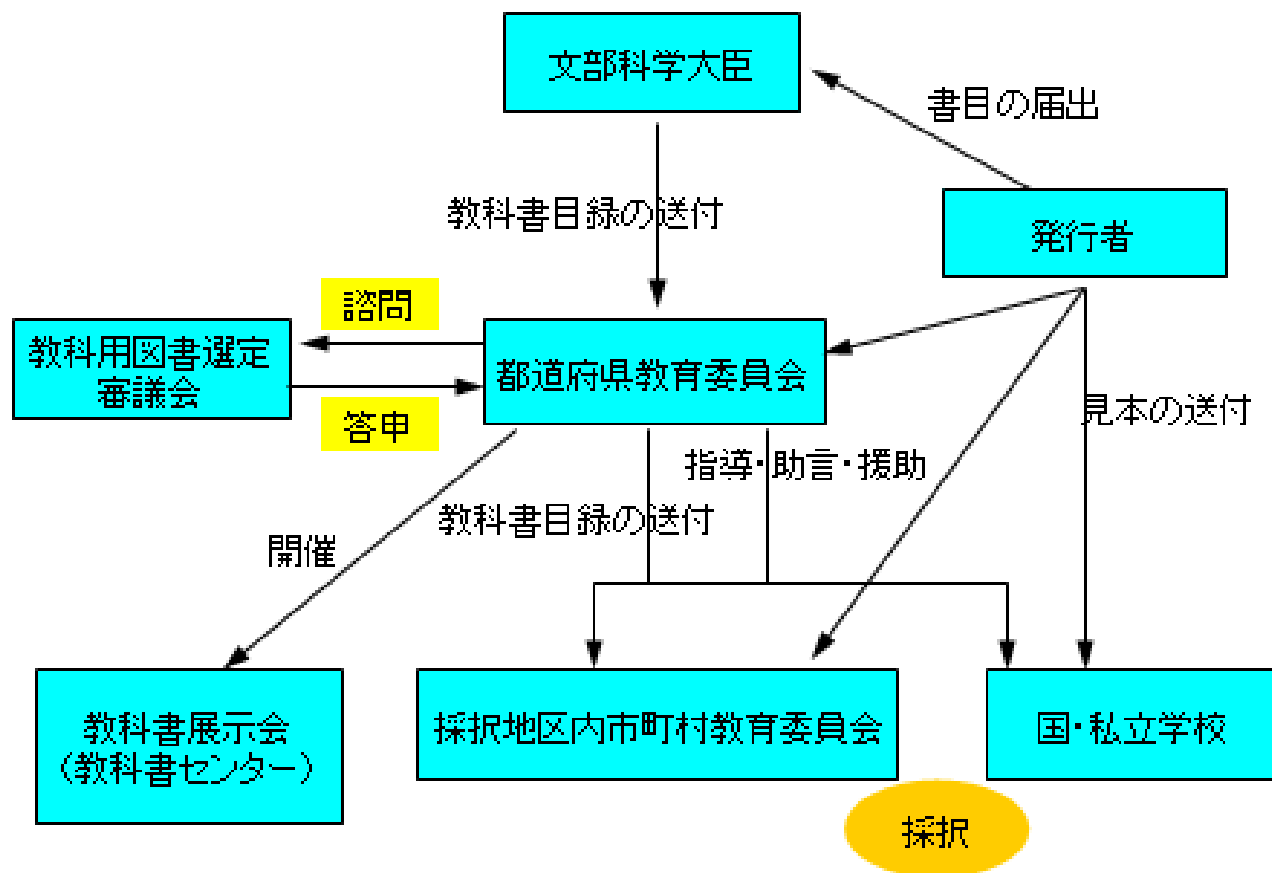 文部科学大臣
書目の届出
教科書目録の送付
発行者
諮問
教科用図書選定
審議会
都道府県教育委員会
答申
見本の送付
指導・助言・援助
教科書目録の送付
開催
教科書展示会
（教科書センター）
採択地区内市町村教育委員会
国・私立学校
採択